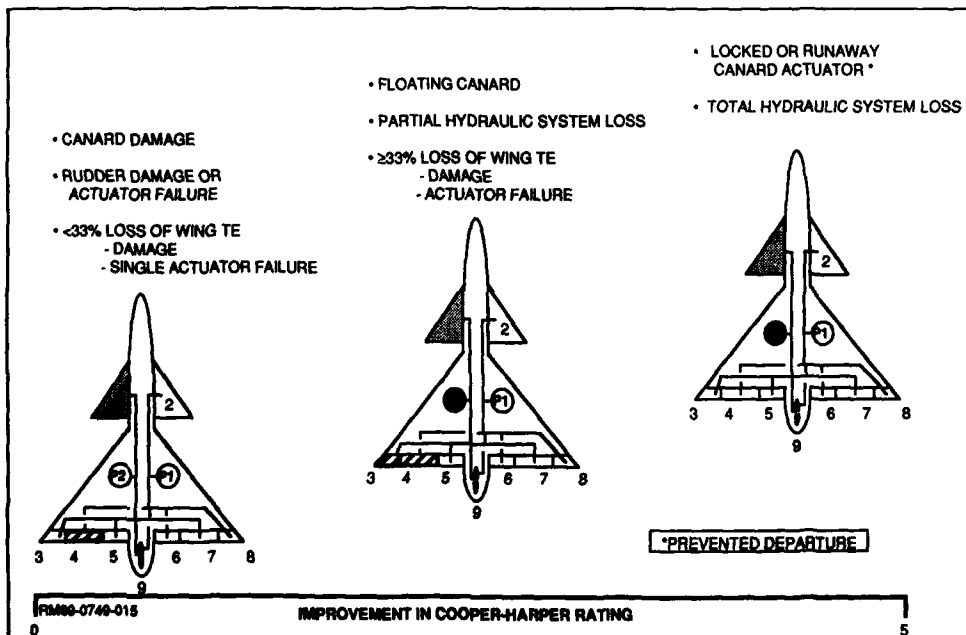 • CANARD DAMAGE
• RUDDER DAMAGE OR
ACTUATOR FAILURE
• <33% LOSS OF WING TE
- DAMAGE
- SINGLE ACTUATOR FAILURE
2
P2 P1
3 4 5 6 7 8
9
• FLOATING CANARD
• PARTIAL HYDRAULIC SYSTEM LOSS
• ≥33% LOSS OF WING TE
- DAMAGE
- ACTUATOR FAILURE
2
P1
3 4 5 6 7 8
9
• LOCKED OR RUNAWAY
CANARD ACTUATOR *
• TOTAL HYDRAULIC SYSTEM LOSS
2
P1
3 4 5 6 7 8
9
*PREVENTED DEPARTURE
RM89-0749-015
IMPROVEMENT IN COOPER-HARPER RATING
0 5